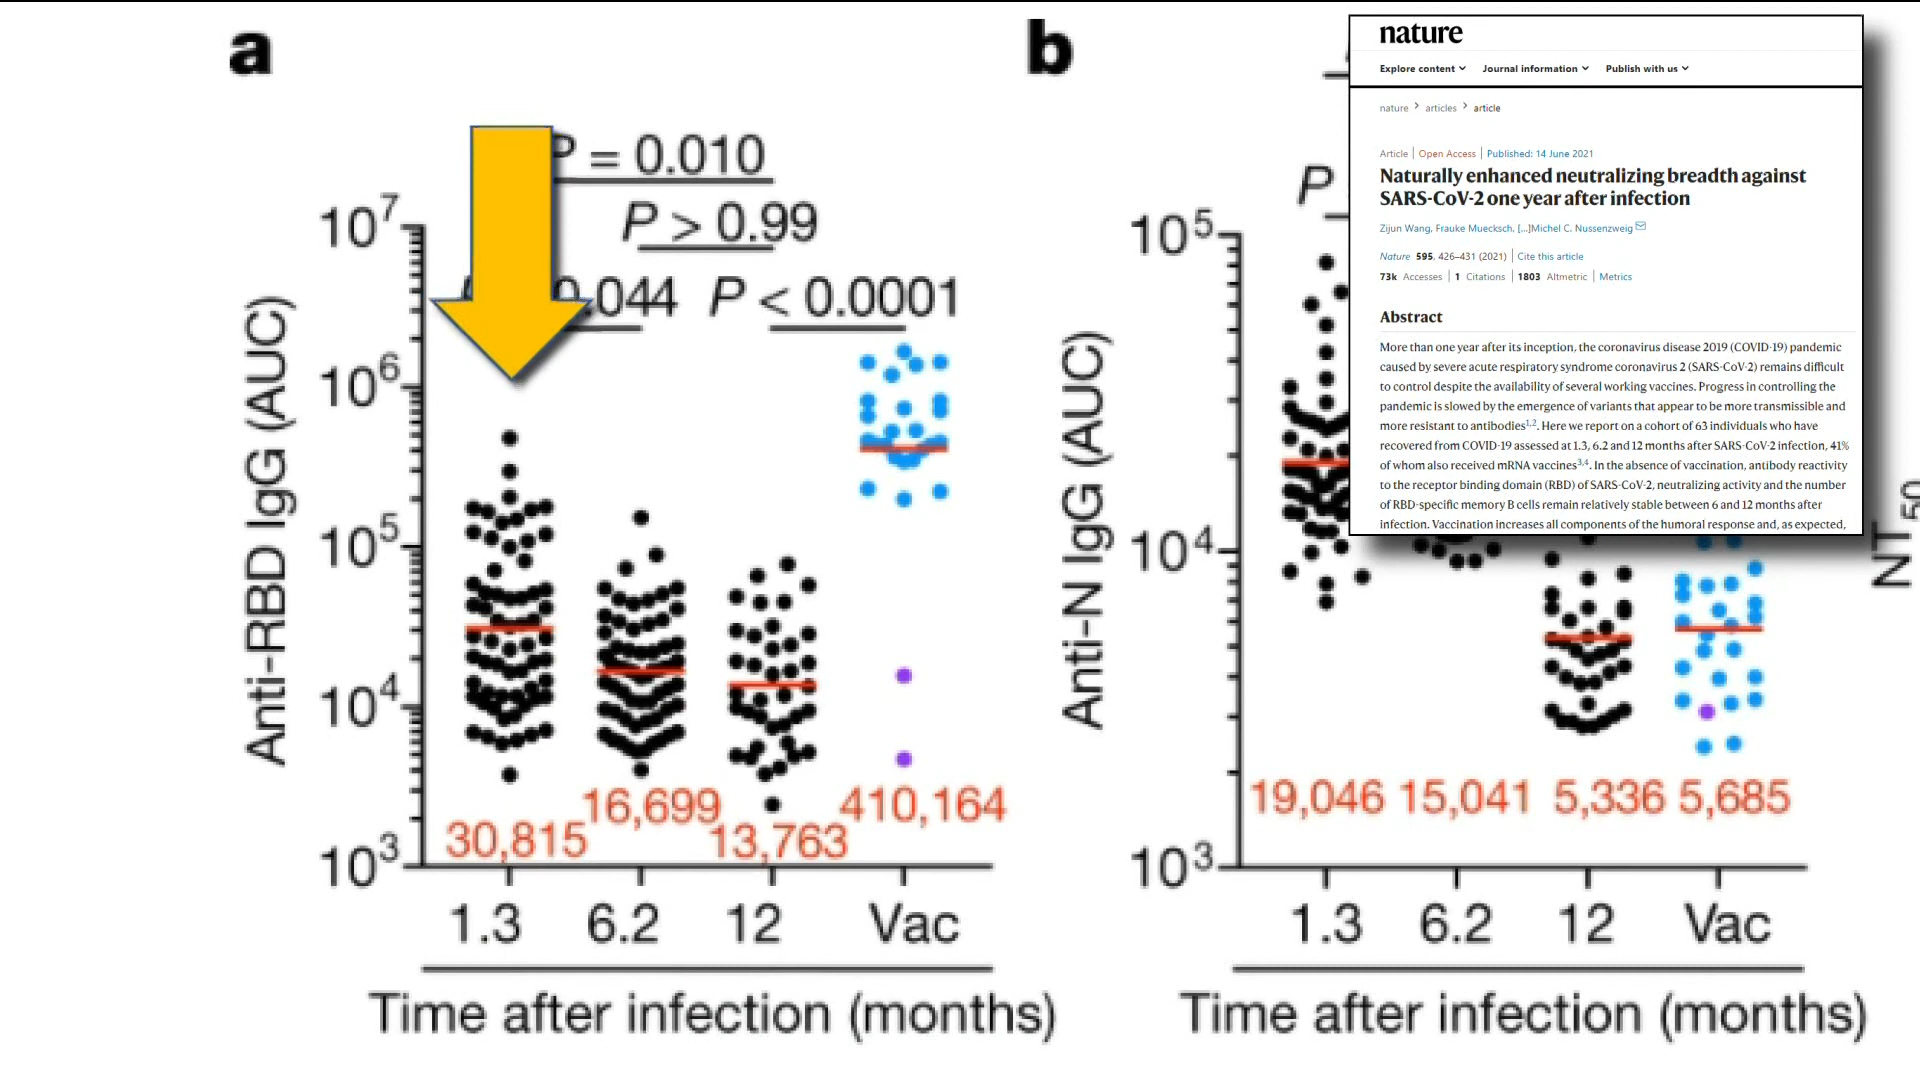 a
b
P = 0.010
P > 0.99
0.044
P < 0.0001
10⁷
10⁶
10⁵
10⁴
10³
Anti-RBD IgG (AUC)
30,815
16,699
13,763
410,164
1.3 6.2 12 Vac
Time after infection (months)
P
10⁵
10⁴
10³
Anti-N IgG (AUC)
19,046 15,041 5,336 5,685
1.3 6.2 12 Vac
Time after infection (months)
NT50
nature
Explore content Journal information Publish with us
nature > articles > article
Article | Open Access | Published: 14 June 2021
Naturally enhanced neutralizing breadth against
SARS-CoV-2 one year after infection
Zijun Wang, Frauke Muecksch, [...]Michel C. Nussenzweig
Nature 595, 426–431 (2021) | Cite this article
73k Accesses | 1 Citations | 1803 Altmetric | Metrics
Abstract
More than one year after its inception, the coronavirus disease 2019 (COVID-19) pandemic
caused by severe acute respiratory syndrome coronavirus 2 (SARS-CoV-2) remains difficult
to control despite the availability of several working vaccines. Progress in controlling the
pandemic is slowed by the emergence of variants that appear to be more transmissible and
more resistant to antibodies1,2. Here we report on a cohort of 63 individuals who have
recovered from COVID-19 assessed at 1.3, 6.2 and 12 months after SARS-CoV-2 infection, 41%
of whom also received mRNA vaccines3,4. In the absence of vaccination, antibody reactivity
to the receptor binding domain (RBD) of SARS-CoV-2, neutralizing activity and the number
of RBD-specific memory B cells remain relatively stable between 6 and 12 months after
infection. Vaccination increases all components of the humoral response and, as expected,